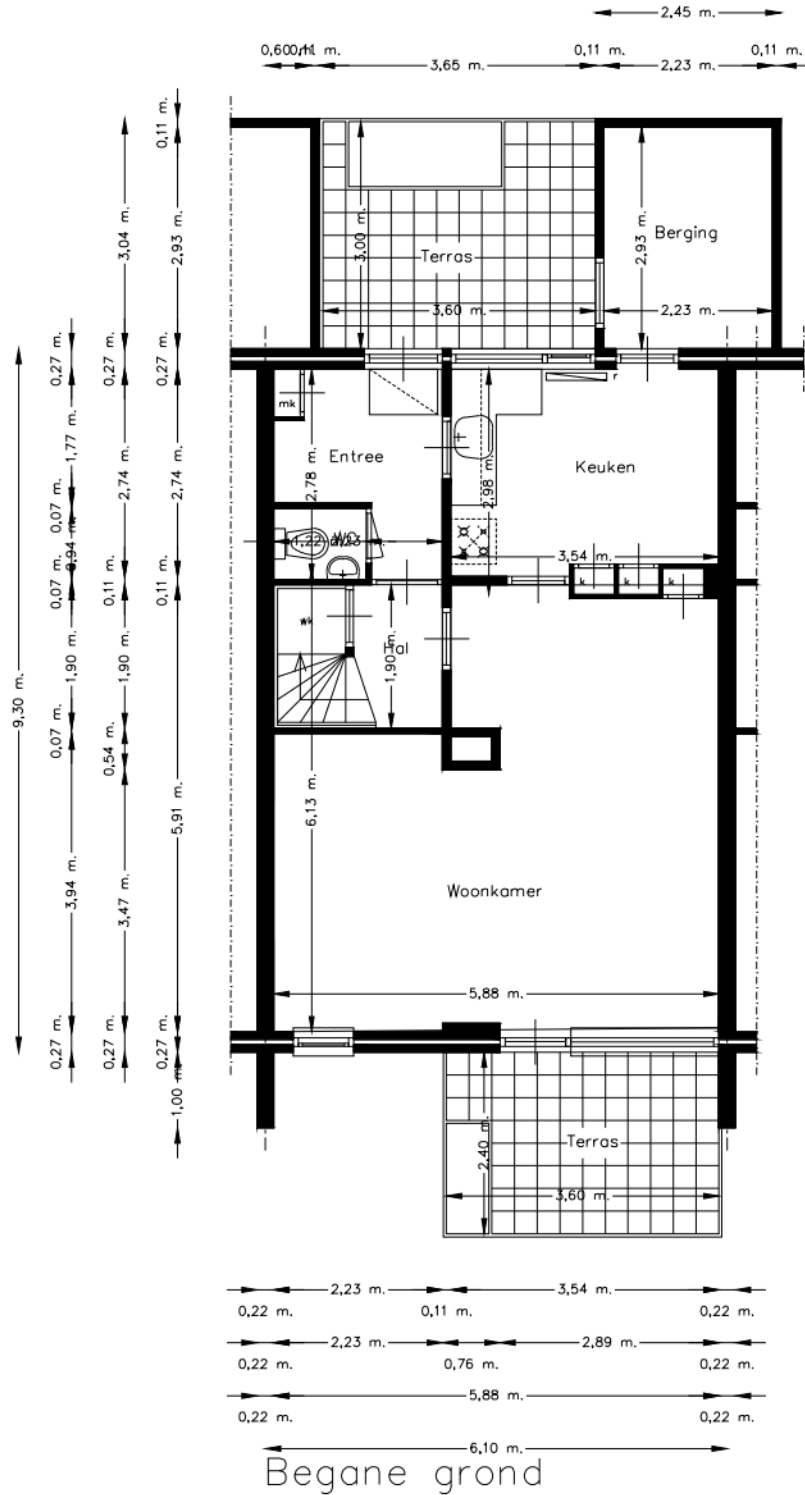 2,45 m.
0,11 m.
0,11 m.
3,65 m.
2,23 m.
0,11 m.
3,04 m.
2,93 m.
3,00 m.
2,93 m.
Berging
Terras
3,60 m.
2,23 m.
0,27 m.
0,27 m.
0,27 m.
r
mk
1,77 m.
2,74 m.
2,74 m.
Entree
2,78 m.
Keuken
2,98 m.
0,07 m.
0,94 m.
WC
1,22 m.
2,23 m.
3,54 m.
0,07 m.
0,11 m.
0,11 m.
k
k
k
wk
Hal
1,90 m.
1,90 m.
1,90 m.
9,30 m.
0,07 m.
0,54 m.
5,91 m.
6,13 m.
3,94 m.
3,47 m.
Woonkamer
5,88 m.
0,27 m.
0,27 m.
0,27 m.
1,00 m.
2,40 m.
Terras
3,60 m.
2,23 m.
3,54 m.
0,22 m.
0,11 m.
0,22 m.
2,23 m.
2,89 m.
0,22 m.
0,76 m.
0,22 m.
5,88 m.
0,22 m.
0,22 m.
6,10 m.
Begane grond